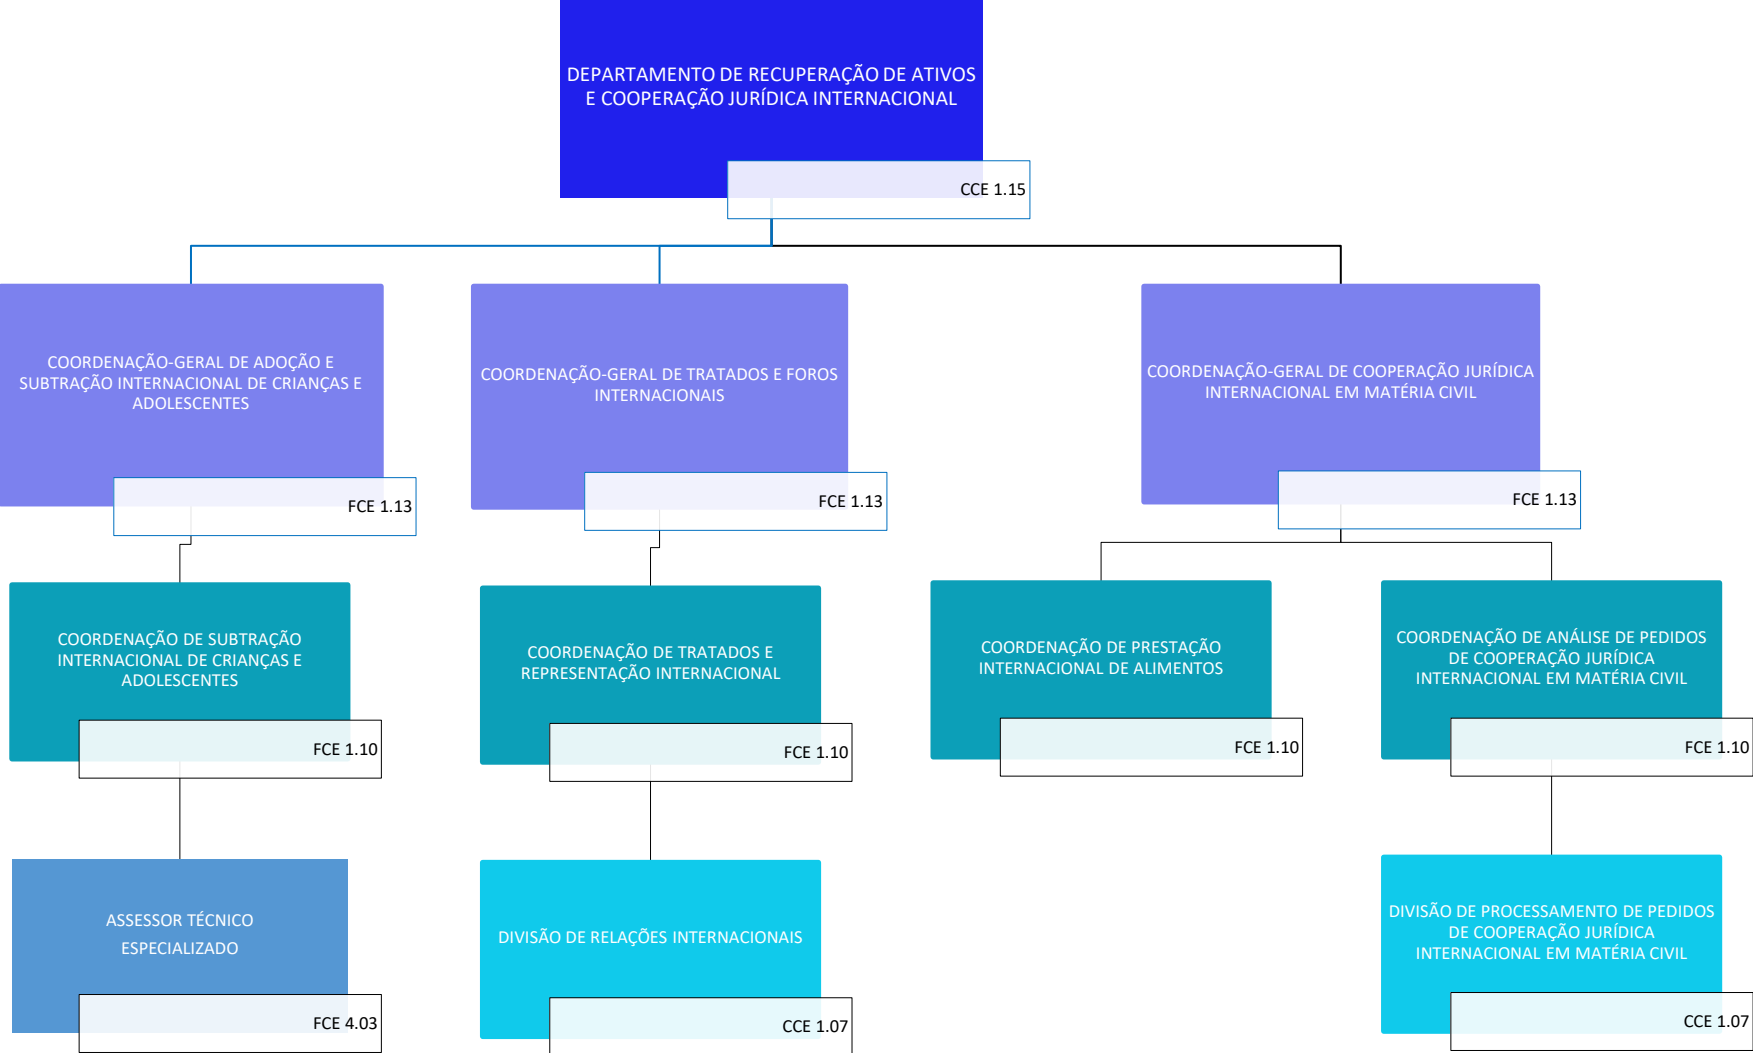 DEPARTAMENTO DE RECUPERAÇÃO DE ATIVOS
E COOPERAÇÃO JURÍDICA INTERNACIONAL
CCE 1.15
COORDENAÇÃO-GERAL DE ADOÇÃO E
SUBTRAÇÃO INTERNACIONAL DE CRIANÇAS E
ADOLESCENTES
FCE 1.13
COORDENAÇÃO-GERAL DE TRATADOS E FOROS
INTERNACIONAIS
FCE 1.13
COORDENAÇÃO-GERAL DE COOPERAÇÃO JURÍDICA
INTERNACIONAL EM MATÉRIA CIVIL
FCE 1.13
COORDENAÇÃO DE SUBTRAÇÃO
INTERNACIONAL DE CRIANÇAS E
ADOLESCENTES
FCE 1.10
COORDENAÇÃO DE TRATADOS E
REPRESENTAÇÃO INTERNACIONAL
FCE 1.10
COORDENAÇÃO DE PRESTAÇÃO
INTERNACIONAL DE ALIMENTOS
FCE 1.10
COORDENAÇÃO DE ANÁLISE DE PEDIDOS
DE COOPERAÇÃO JURÍDICA
INTERNACIONAL EM MATÉRIA CIVIL
FCE 1.10
ASSESSOR TÉCNICO
ESPECIALIZADO
FCE 4.03
DIVISÃO DE RELAÇÕES INTERNACIONAIS
CCE 1.07
DIVISÃO DE PROCESSAMENTO DE PEDIDOS
DE COOPERAÇÃO JURÍDICA
INTERNACIONAL EM MATÉRIA CIVIL
CCE 1.07